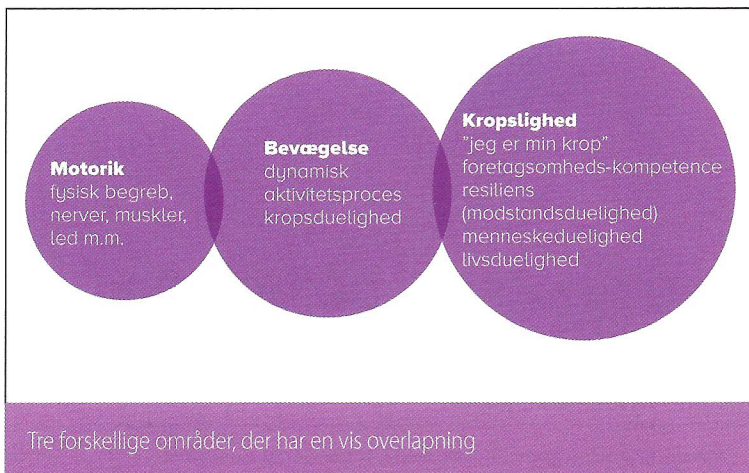 Motorik
fysisk begreb,
nerver, muskler,
led m.m.
Bevægelse
dynamisk
aktivitetsproces
kropsduelighed
Kropslighed
"jeg er min krop"
foretagsomheds-kompetence
resiliens
(modstandsduelighed)
menneskeduelighed
livsduelighed
Tre forskellige områder, der har en vis overlapning